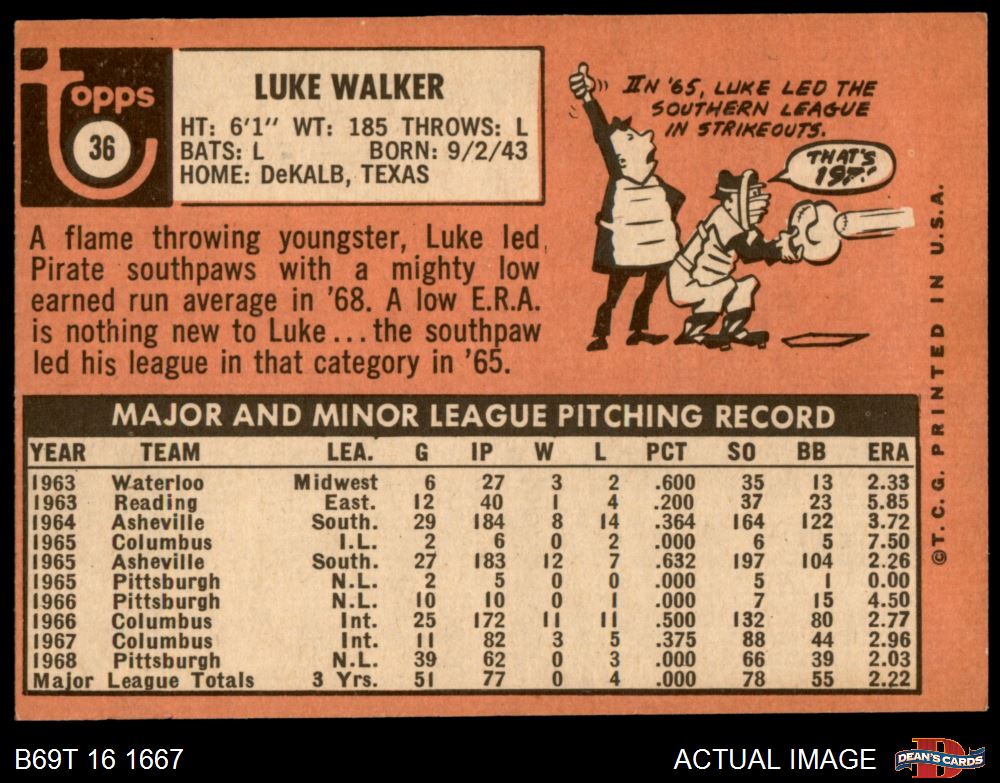 topps
36
LUKE WALKER
HT: 6'1" WT: 185 THROWS: L
BATS: L BORN: 9/2/43
HOME: DeKALB, TEXAS
A flame throwing youngster, Luke led
Pirate southpaws with a mighty low
earned run average in '68. A low E.R.A.
is nothing new to Luke...the southpaw
led his league in that category in '65.
IN '65, LUKE LED THE
SOUTHERN LEAGUE
IN STRIKEOUTS.
THAT'S
197!
MAJOR AND MINOR LEAGUE PITCHING RECORD
YEAR TEAM LEA. G IP W L PCT SO BB ERA
1963 Waterloo Midwest 6 27 3 2 .600 35 13 2.33
1963 Reading East. 12 40 1 4 .200 37 23 5.85
1964 Asheville South. 29 184 8 14 .364 164 122 3.72
1965 Columbus I.L. 2 6 0 2 .000 6 5 7.50
1965 Asheville South. 27 183 12 7 .632 197 104 2.26
1965 Pittsburgh N.L. 2 5 0 0 .000 5 1 0.00
1966 Pittsburgh N.L. 10 10 0 1 .000 7 15 4.50
1966 Columbus Int. 25 172 11 11 .500 132 80 2.77
1967 Columbus Int. 11 82 3 5 .375 88 44 2.96
1968 Pittsburgh N.L. 39 62 0 3 .000 66 39 2.03
Major League Totals 3 Yrs. 51 77 0 4 .000 78 55 2.22
©T.C.G. PRINTED IN U.S.A.
B69T 16 1667
ACTUAL IMAGE
D
DEAN'S CARDS